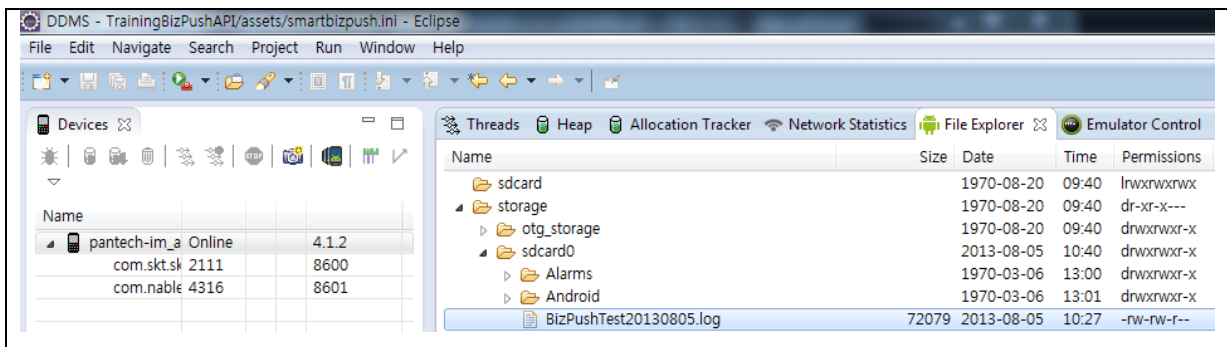 DDMS - TrainingBizPushAPI/assets/smartbizpush.ini - Eclipse
File Edit Navigate Search Project Run Window Help
Devices
Threads Heap Allocation Tracker Network Statistics File Explorer Emulator Control
Name
pantech-im_a Online 4.1.2
com.skt.sk 2111 8600
com.nable 4316 8601
Name Size Date Time Permissions
sdcard 1970-08-20 09:40 lrwxrwxrwx
storage 1970-08-20 09:40 dr-xr-x---
otg_storage 1970-08-20 09:40 drwxrwxr-x
sdcard0 2013-08-05 10:40 drwxrwxr-x
Alarms 1970-03-06 13:00 drwxrwxr-x
Android 1970-03-06 13:01 drwxrwxr-x
BizPushTest20130805.log 72079 2013-08-05 10:27 -rw-rw-r--